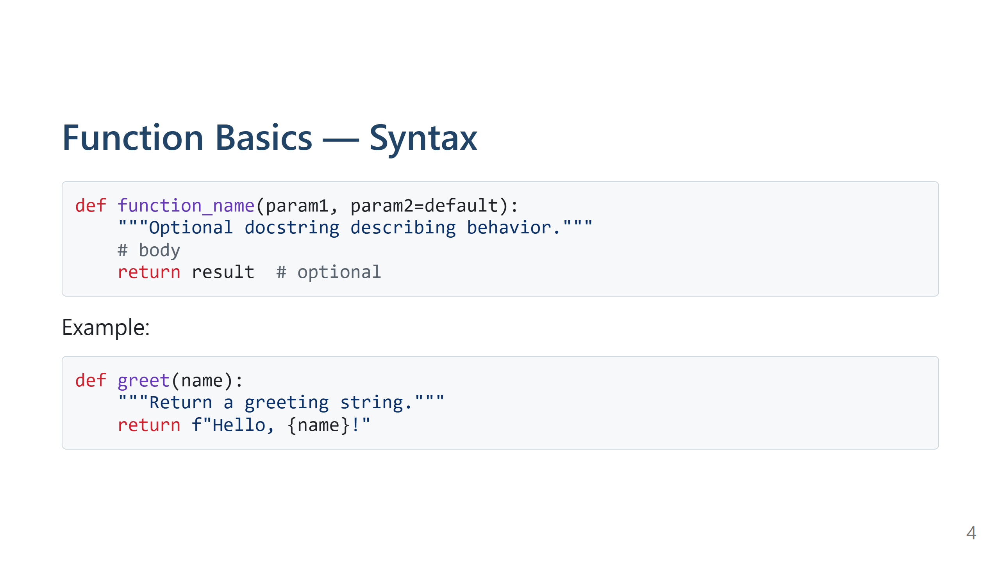 Function Basics — Syntax
def function_name(param1, param2=default):
    """Optional docstring describing behavior."""
    # body
    return result  # optional
Example:
def greet(name):
    """Return a greeting string."""
    return f"Hello, {name}!"
4